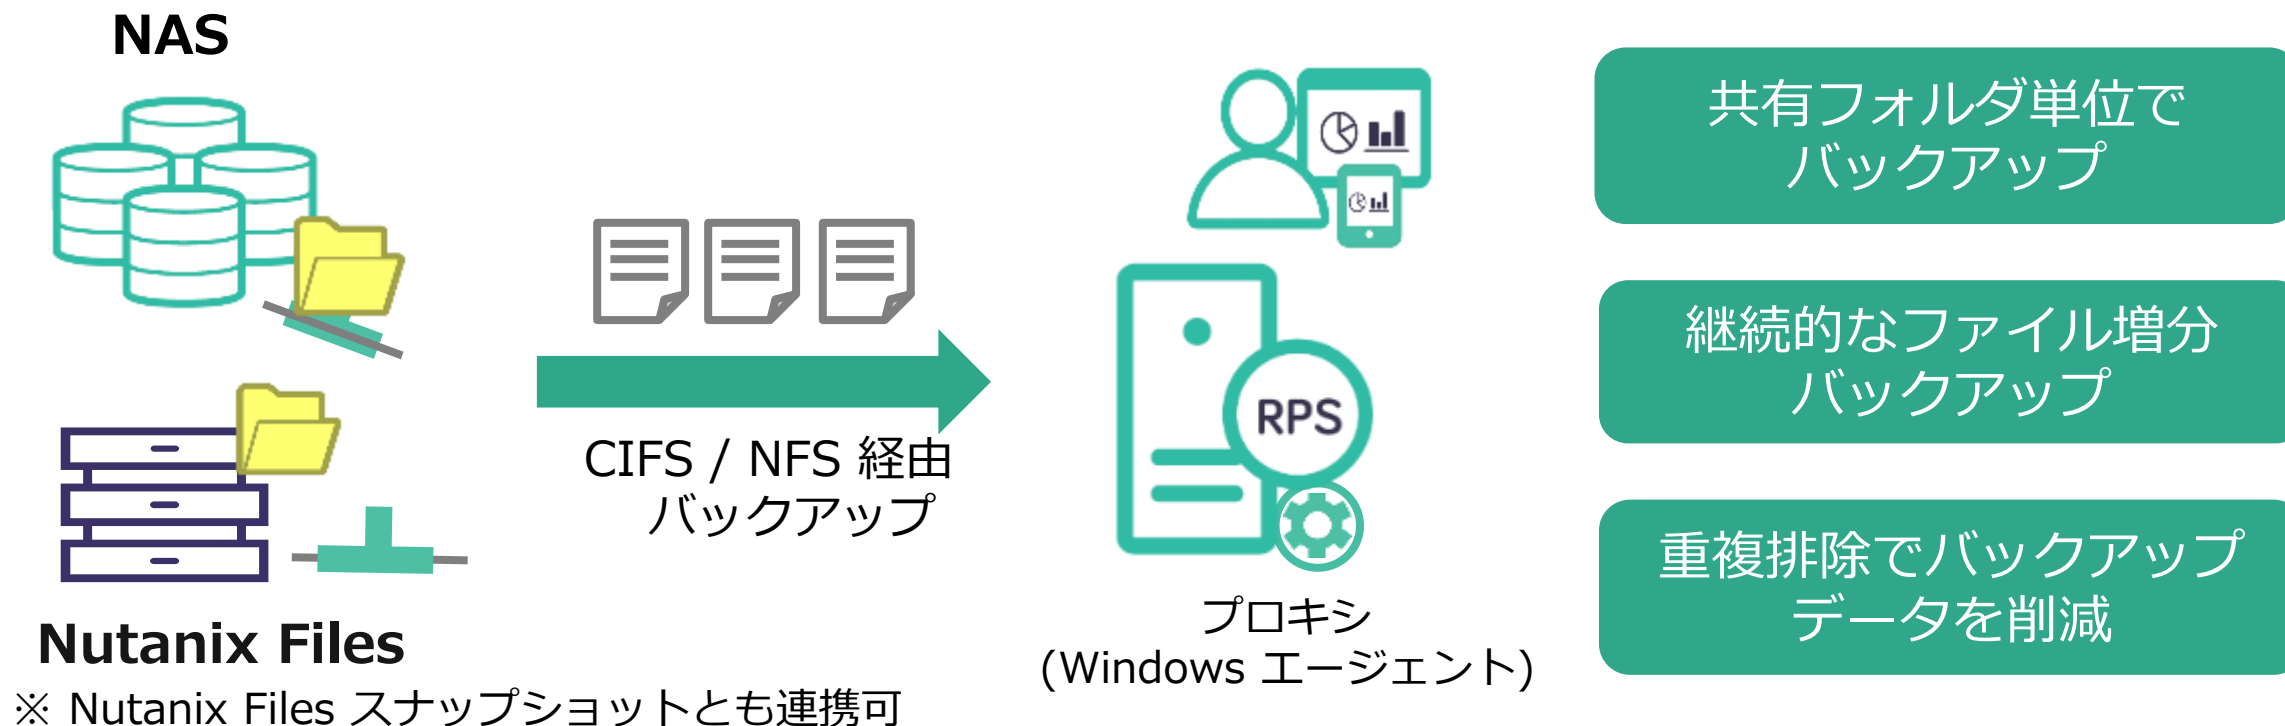 NAS
Nutanix Files
※ Nutanix Files スナップショットとも連携可
CIFS / NFS 経由
バックアップ
RPS
プロキシ
(Windows エージェント)
共有フォルダ単位で
バックアップ
継続的なファイル増分
バックアップ
重複排除でバックアップ
データを削減